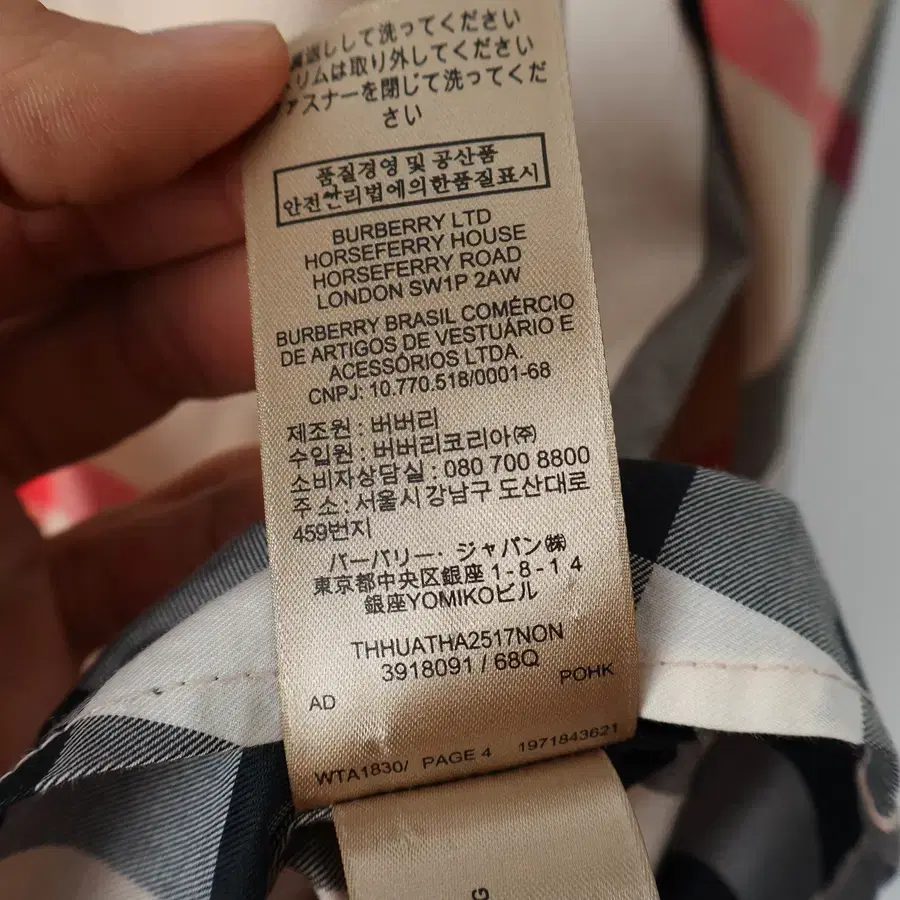 裏返しして洗ってください
リムは取り外してください
ァスナーを閉じて洗ってくだ
さい
품질경영 및 공산품
안전관리법에의한품질표시
BURBERRY LTD
HORSEFERRY HOUSE
HORSEFERRY ROAD
LONDON SW1P 2AW
BURBERRY BRASIL COMÉRCIO
DE ARTIGOS DE VESTUÁRIO E
ACESSÓRIOS LTDA.
CNPJ: 10.770.518/0001-68
제조원 : 버버리
수입원 : 버버리코리아㈜
소비자상담실 : 080 700 8800
주 소 : 서울시 강남구 도산대로
459번지
バーバリー・ジャパン㈱
東京都中央区銀座 1 - 8 - 1 4
銀座YOMIKOビル
THHUATHA2517NON
3918091 / 68Q
AD
POHK
WTA1830/ PAGE 4 1971843621
G